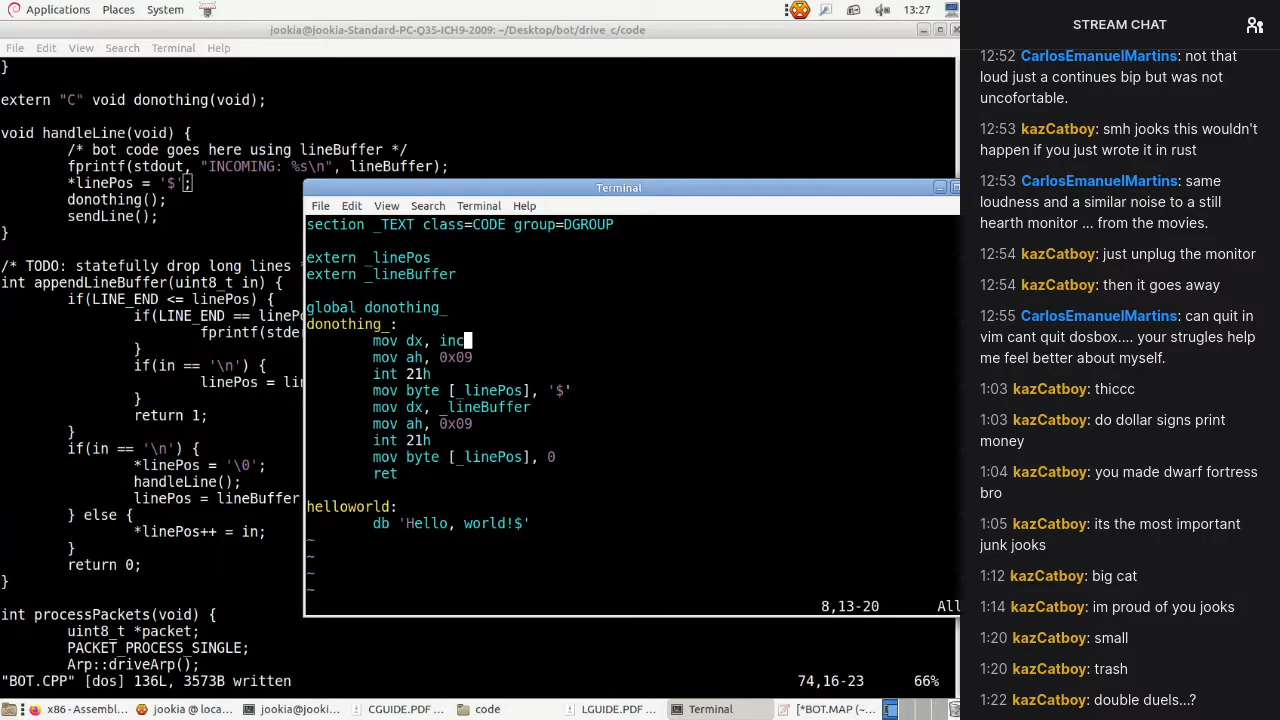 Applications Places System 13:27
jookia@jookia-Standard-PC-Q35-ICH9-2009: ~/Desktop/bot/drive_c/code
File Edit View Search Terminal Help
}
extern "C" void donothing(void);
void handleLine(void) {
/* bot code goes here using lineBuffer */
fprintf(stdout, "INCOMING: %s\n", lineBuffer);
*linePos = '$';
donothing();
sendLine();
}
/* TODO: statefully drop long lines *
int appendLineBuffer(uint8_t in) {
if(LINE_END <= linePos) {
if(LINE_END == linePo
fprintf(stde
}
if(in == '\n') {
linePos = lin
}
return 1;
}
if(in == '\n') {
*linePos = '\0';
handleLine();
linePos = lineBuffer
} else {
*linePos++ = in;
}
return 0;
}
int processPackets(void) {
uint8_t *packet;
PACKET_PROCESS_SINGLE;
Arp::driveArp();
"BOT.CPP" [dos] 136L, 3573B written 74,16-23 66%
Terminal
File Edit View Search Terminal Help
section _TEXT class=CODE group=DGROUP
extern _linePos
extern _lineBuffer
global donothing_
donothing_:
mov dx, inc
mov ah, 0x09
int 21h
mov byte [_linePos], '$'
mov dx, _lineBuffer
mov ah, 0x09
int 21h
mov byte [_linePos], 0
ret
helloworld:
db 'Hello, world!$'
~
~
~
~
8,13-20 All
x86 - Assembl... jookia @ loca... jookia@jooki... CGUIDE.PDF ... code LGUIDE.PDF ... Terminal [*BOT.MAP (~...
STREAM CHAT
12:52 CarlosEmanuelMartins: not that
loud just a continues bip but was not
uncofortable.
12:53 kazCatboy: smh jooks this wouldn't
happen if you just wrote it in rust
12:53 CarlosEmanuelMartins: same
loudness and a similar noise to a still
hearth monitor ... from the movies.
12:54 kazCatboy: just unplug the monitor
12:54 kazCatboy: then it goes away
12:55 CarlosEmanuelMartins: can quit in
vim cant quit dosbox.... your strugles help
me feel better about myself.
1:03 kazCatboy: thiccc
1:03 kazCatboy: do dollar signs print
money
1:04 kazCatboy: you made dwarf fortress
bro
1:05 kazCatboy: its the most important
junk jooks
1:12 kazCatboy: big cat
1:14 kazCatboy: im proud of you jooks
1:20 kazCatboy: small
1:20 kazCatboy: trash
1:22 kazCatboy: double duels...?